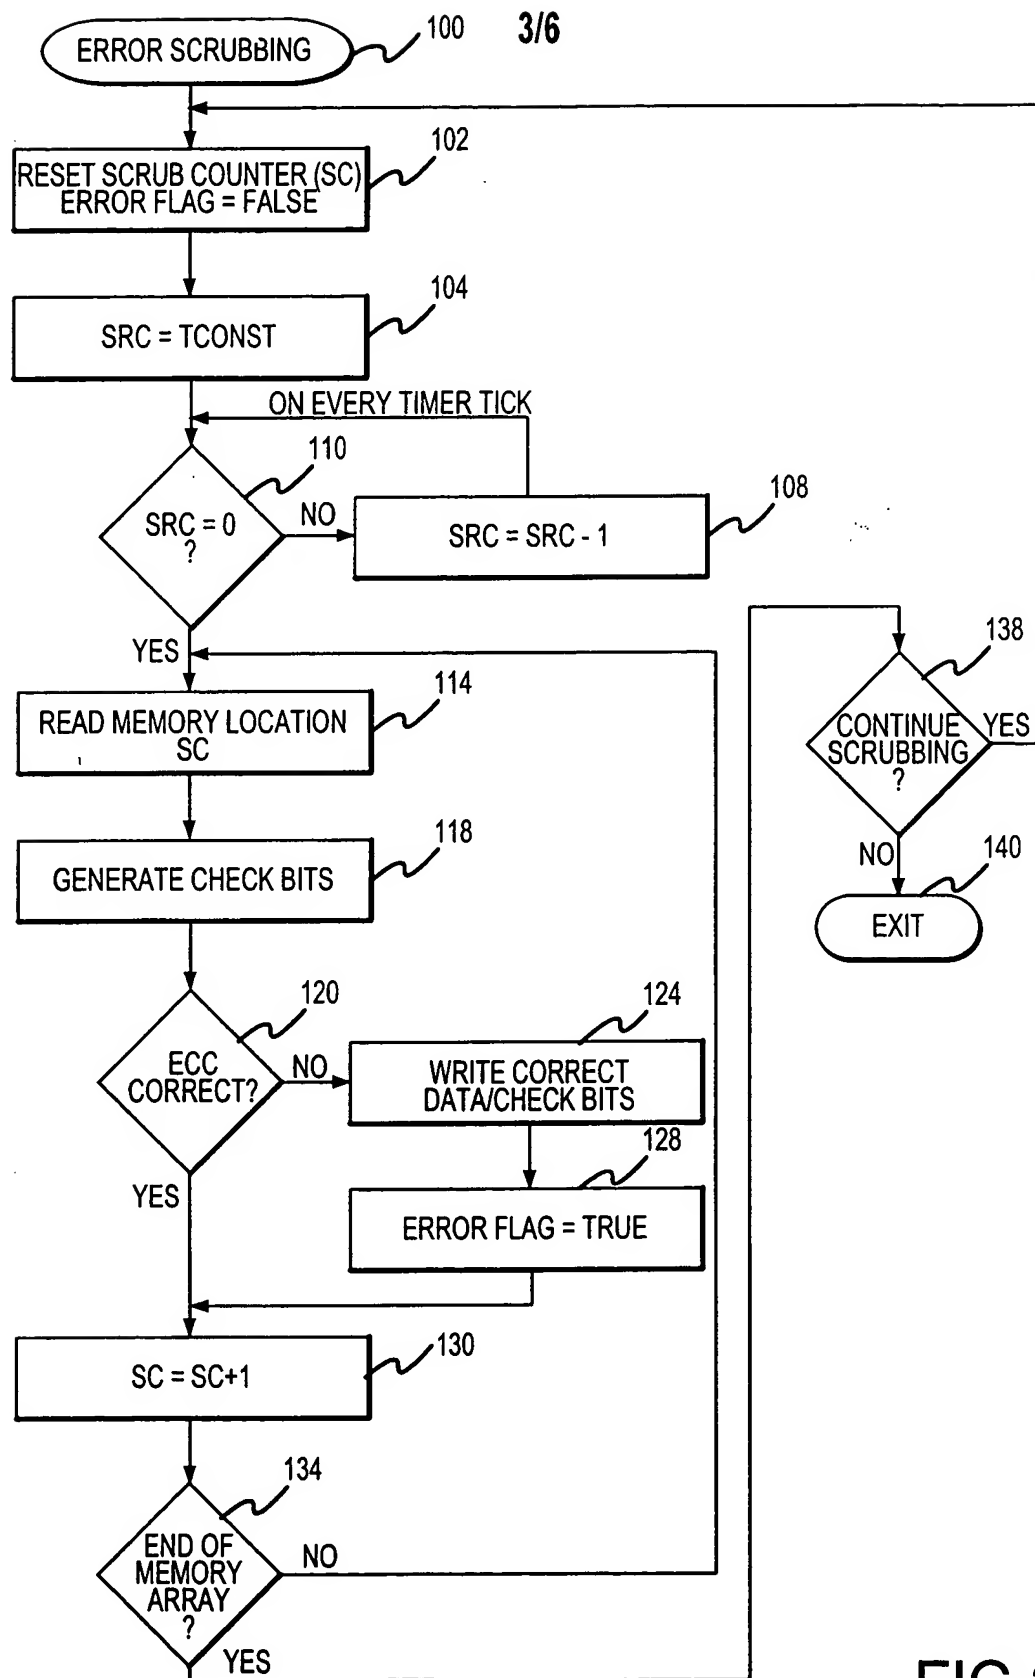 3/6
ERROR SCRUBBING
100
RESET SCRUB COUNTER (SC)
ERROR FLAG = FALSE
102
SRC = TCONST
104
ON EVERY TIMER TICK
SRC = 0
?
110
NO
SRC = SRC - 1
108
YES
READ MEMORY LOCATION
SC
114
GENERATE CHECK BITS
118
ECC
CORRECT?
120
NO
WRITE CORRECT
DATA/CHECK BITS
124
YES
ERROR FLAG = TRUE
128
SC = SC+1
130
END OF
MEMORY
ARRAY
?
134
NO
YES
CONTINUE
SCRUBBING
?
138
YES
NO
EXIT
140
FIG